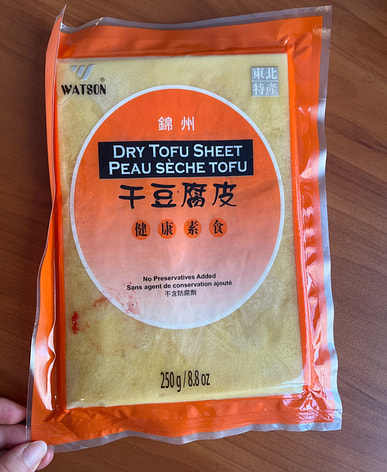 WATSON®
東北
特產
錦州
DRY TOFU SHEET
PEAU SÈCHE TOFU
干豆腐皮
健康素食
No Preservatives Added
Sans agent de conservation ajouté
不含防腐劑
250 g / 8.8 oz